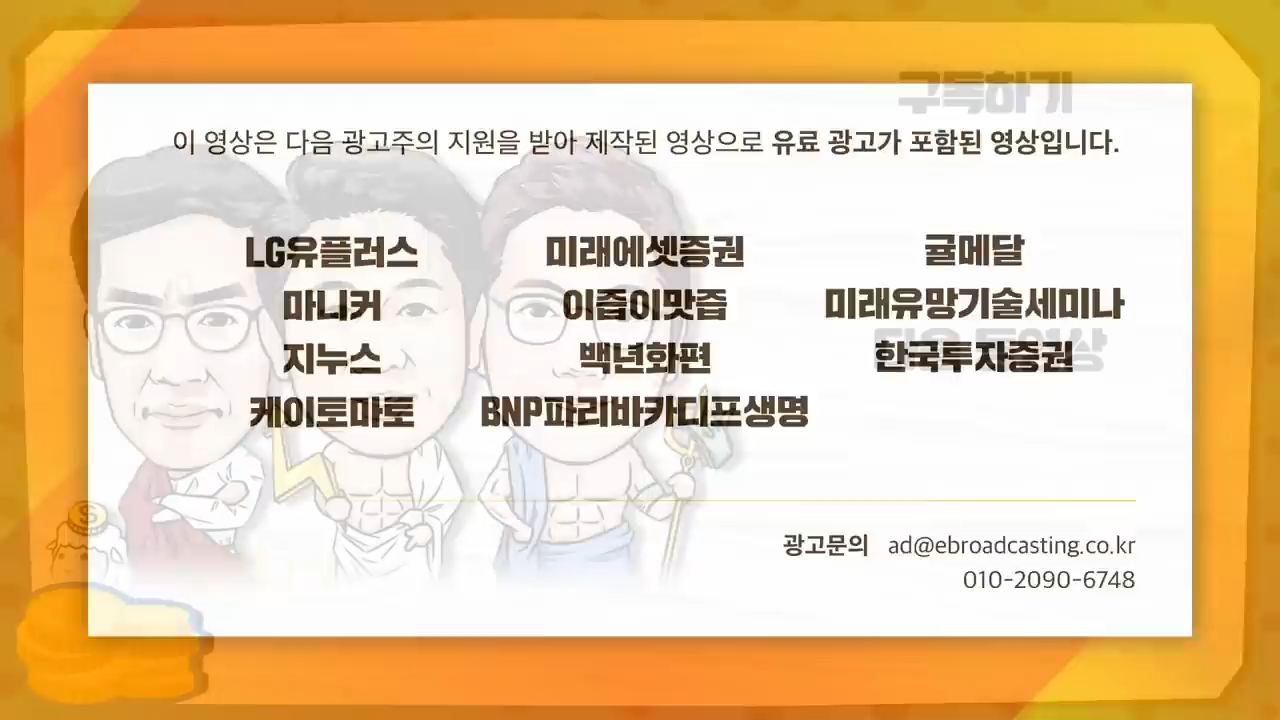 구독하기
이 영상은 다음 광고주의 지원을 받아 제작된 영상으로 유료 광고가 포함된 영상입니다.
LG유플러스 미래에셋증권 귤메달
마니커 이즙이맛즙 미래유망기술세미나
지누스 백년화편 한국투자증권
케이토마토 BNP파리바카디프생명
광고문의 ad@ebroadcasting.co.kr
010-2090-6748